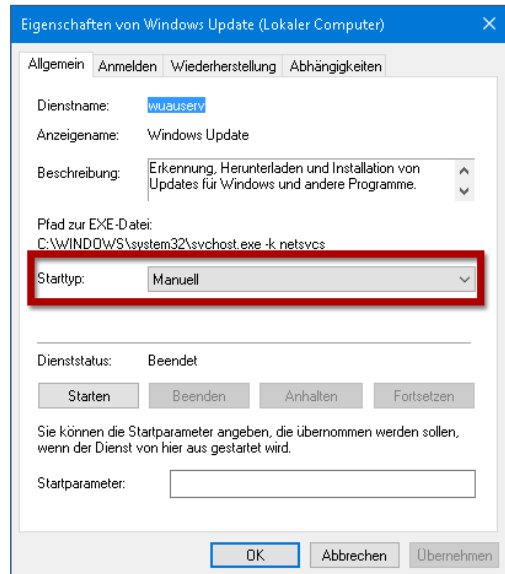 Eigenschaften von Windows Update (Lokaler Computer)
Allgemein Anmelden Wiederherstellung Abhängigkeiten
Dienstname: wuauserv
Anzeigename: Windows Update
Beschreibung: Erkennung, Herunterladen und Installation von
Updates für Windows und andere Programme.
Pfad zur EXE-Datei:
C:\WINDOWS\system32\svchost.exe -k netsvcs
Starttyp: Manuell
Dienststatus: Beendet
Starten Beenden Anhalten Fortsetzen
Sie können die Startparameter angeben, die übernommen werden sollen,
wenn der Dienst von hier aus gestartet wird.
Startparameter:
OK Abbrechen Übernehmen